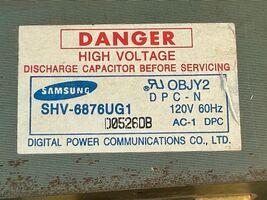 DANGER
HIGH VOLTAGE
DISCHARGE CAPACITOR BEFORE SERVICING
SAMSUNG
OBJY2
DPC-N
SHV-6876UG1
120V 60Hz
D0526DB
AC-1 DPC
DIGITAL POWER COMMUNICATIONS CO., LTD.